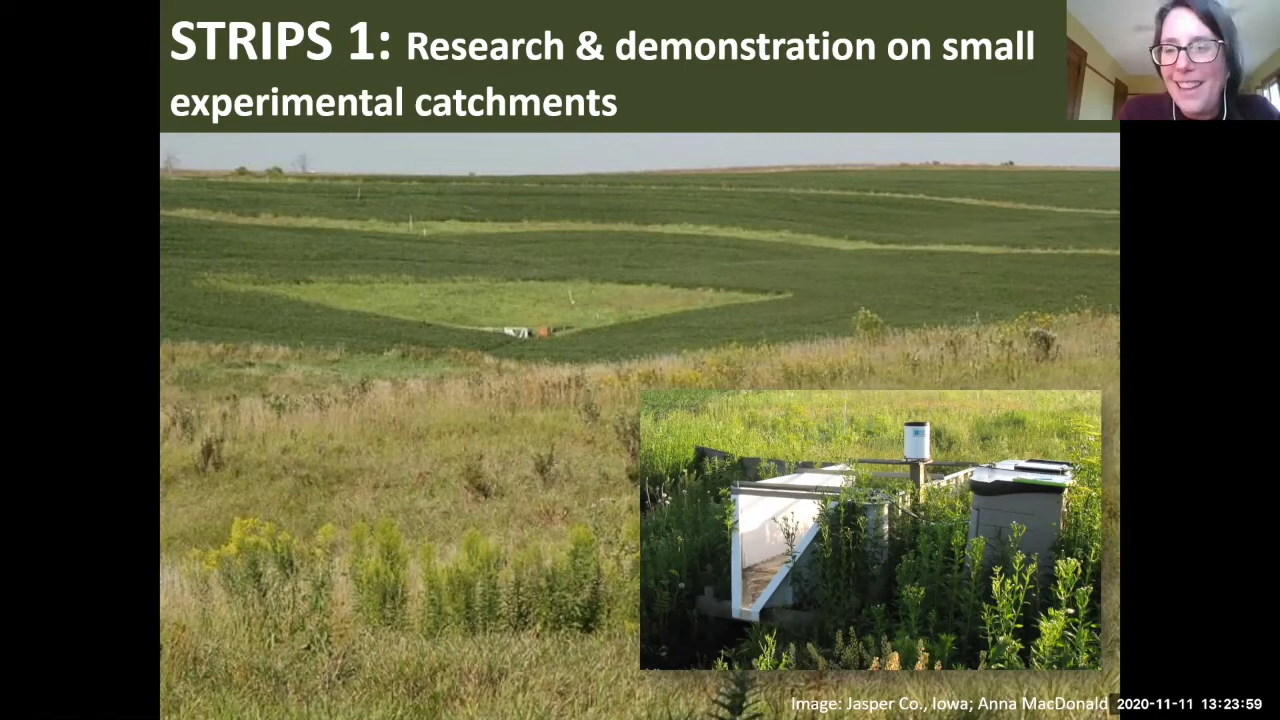 STRIPS 1: Research & demonstration on small
experimental catchments
Image: Jasper Co., Iowa; Anna MacDonald
2020-11-11 13:23:59